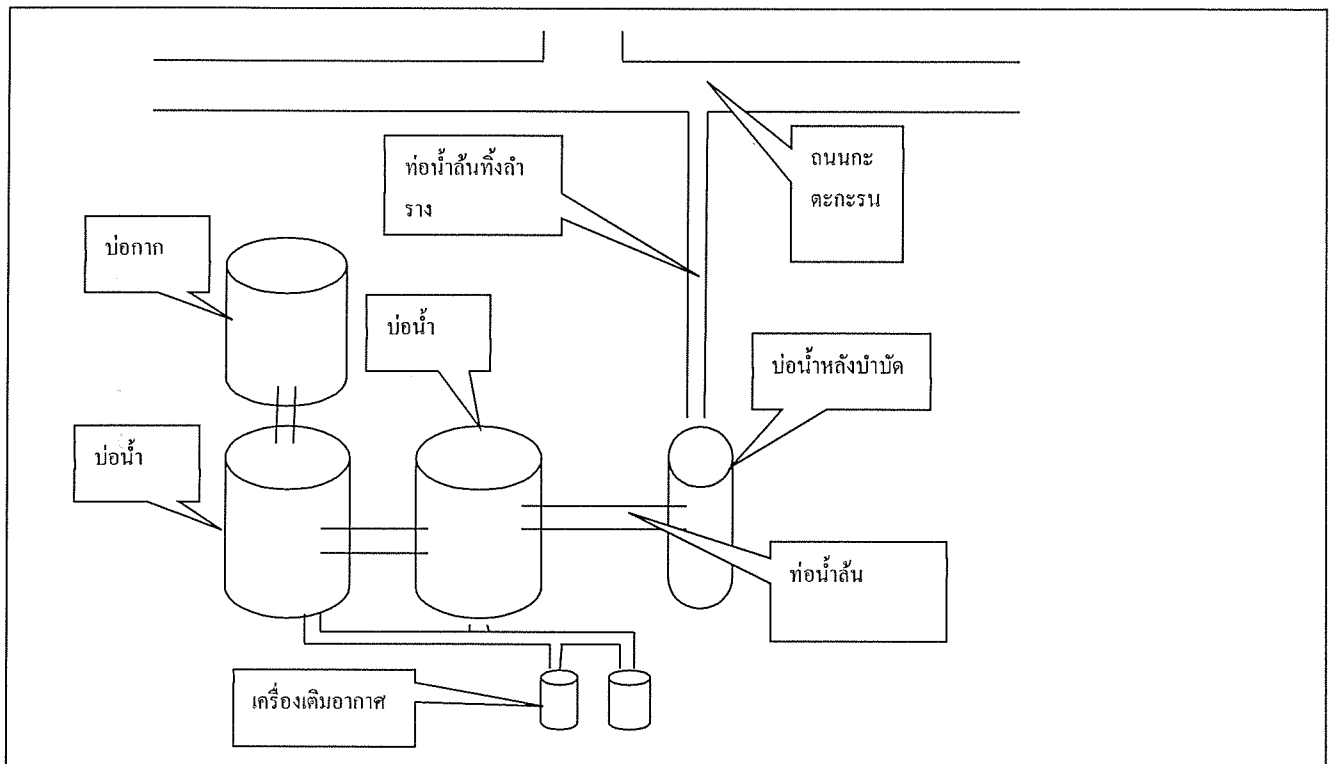 ท่อน้ำล้นทิ้งลำ
ราง
ถนนกะ
ตะกะรน
บ่อกาก
บ่อน้ำ
บ่อน้ำหลังบำบัด
บ่อน้ำ
ท่อน้ำล้น
เครื่องเติมอากาศ